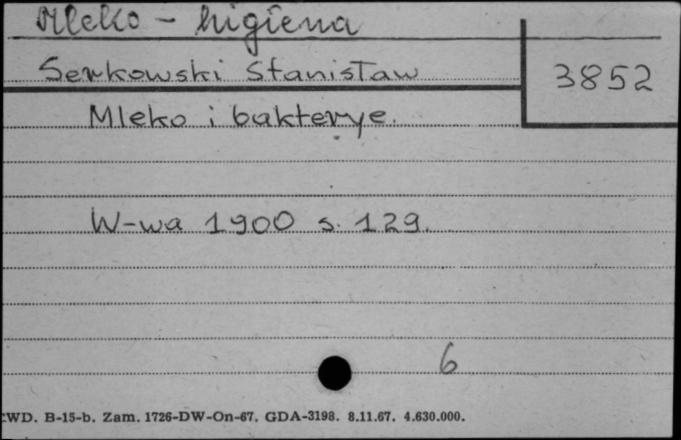 Mleko - higiena
Serkowski Stanisław
3852
Mleko i bakterye.
W-wa 1900 s. 129.
6
WD. B-15-b. Zam. 1726-DW-On-67. GDA-3198. 8.11.67. 4.630.000.